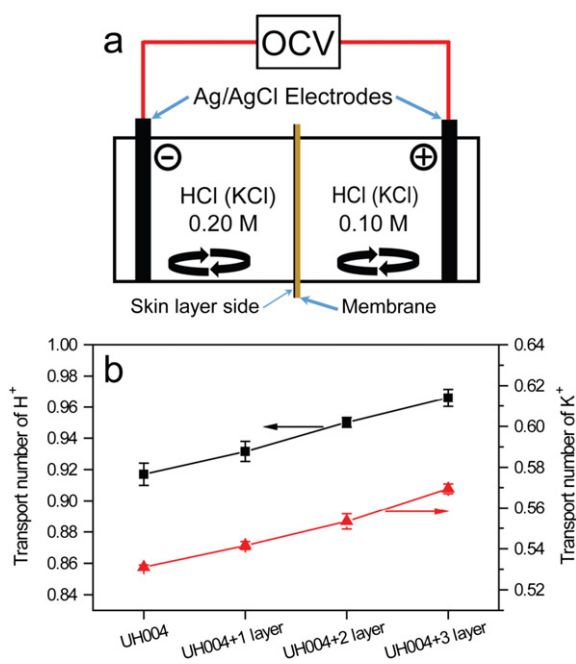 a
OCV
Ag/AgCl Electrodes
− +
HCl (KCl) HCl (KCl)
0.20 M 0.10 M
Skin layer side Membrane
b
Transport number of H⁺
1.00
0.98
0.96
0.94
0.92
0.90
0.88
0.86
0.84
0.64
0.62
0.60
0.58
0.56
0.54
0.52
Transport number of K⁺
UH004 UH004+1 layer UH004+2 layer UH004+3 layer